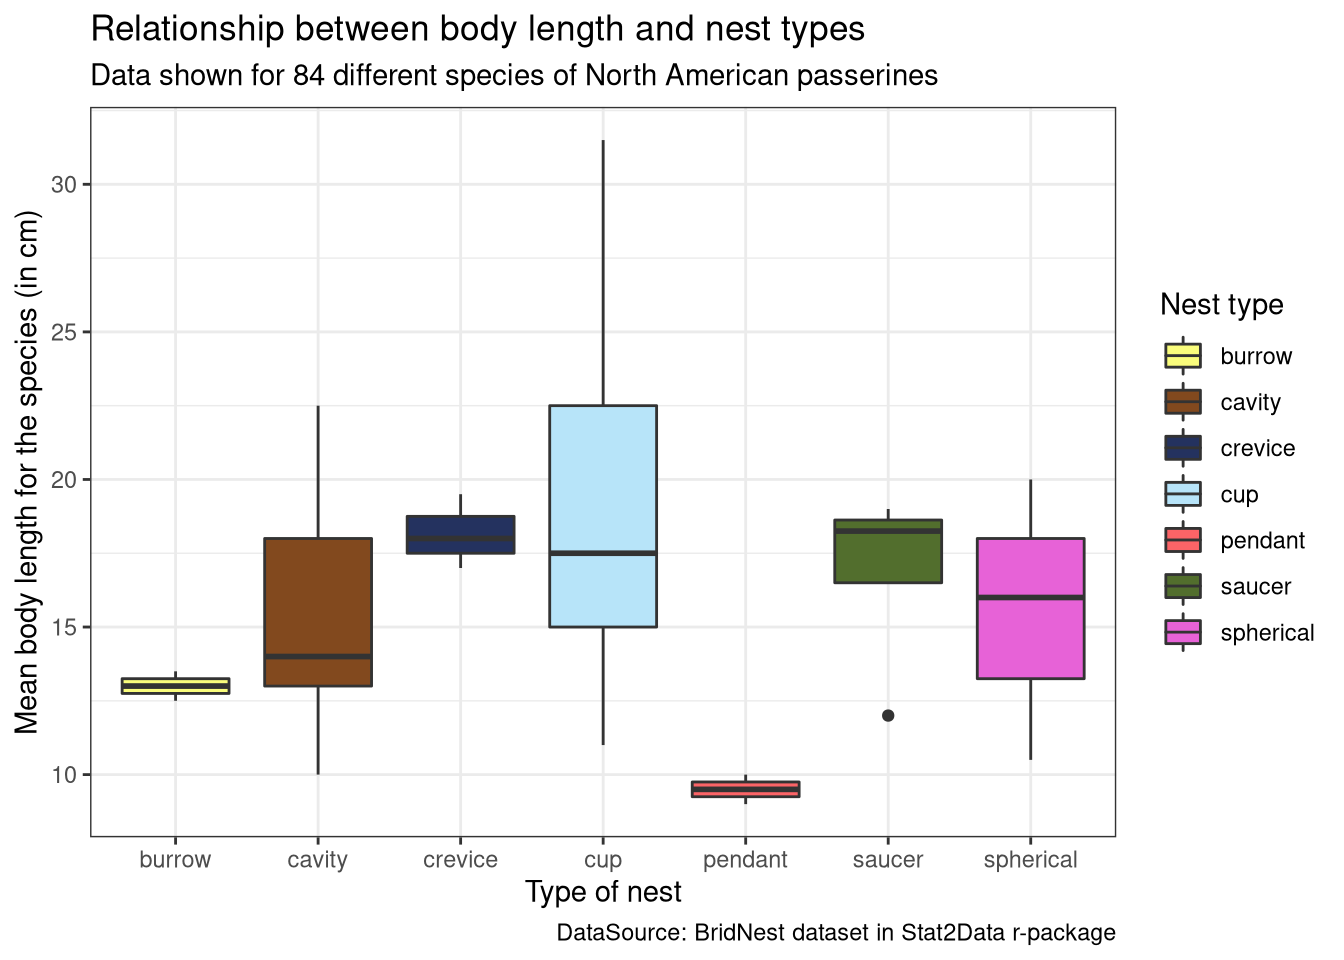 Relationship between body length and nest types
Data shown for 84 different species of North American passerines
Mean body length for the species (in cm)
30
25
20
15
10
burrow cavity crevice cup pendant saucer spherical
Type of nest
DataSource: BridNest dataset in Stat2Data r-package
Nest type
burrow
cavity
crevice
cup
pendant
saucer
spherical